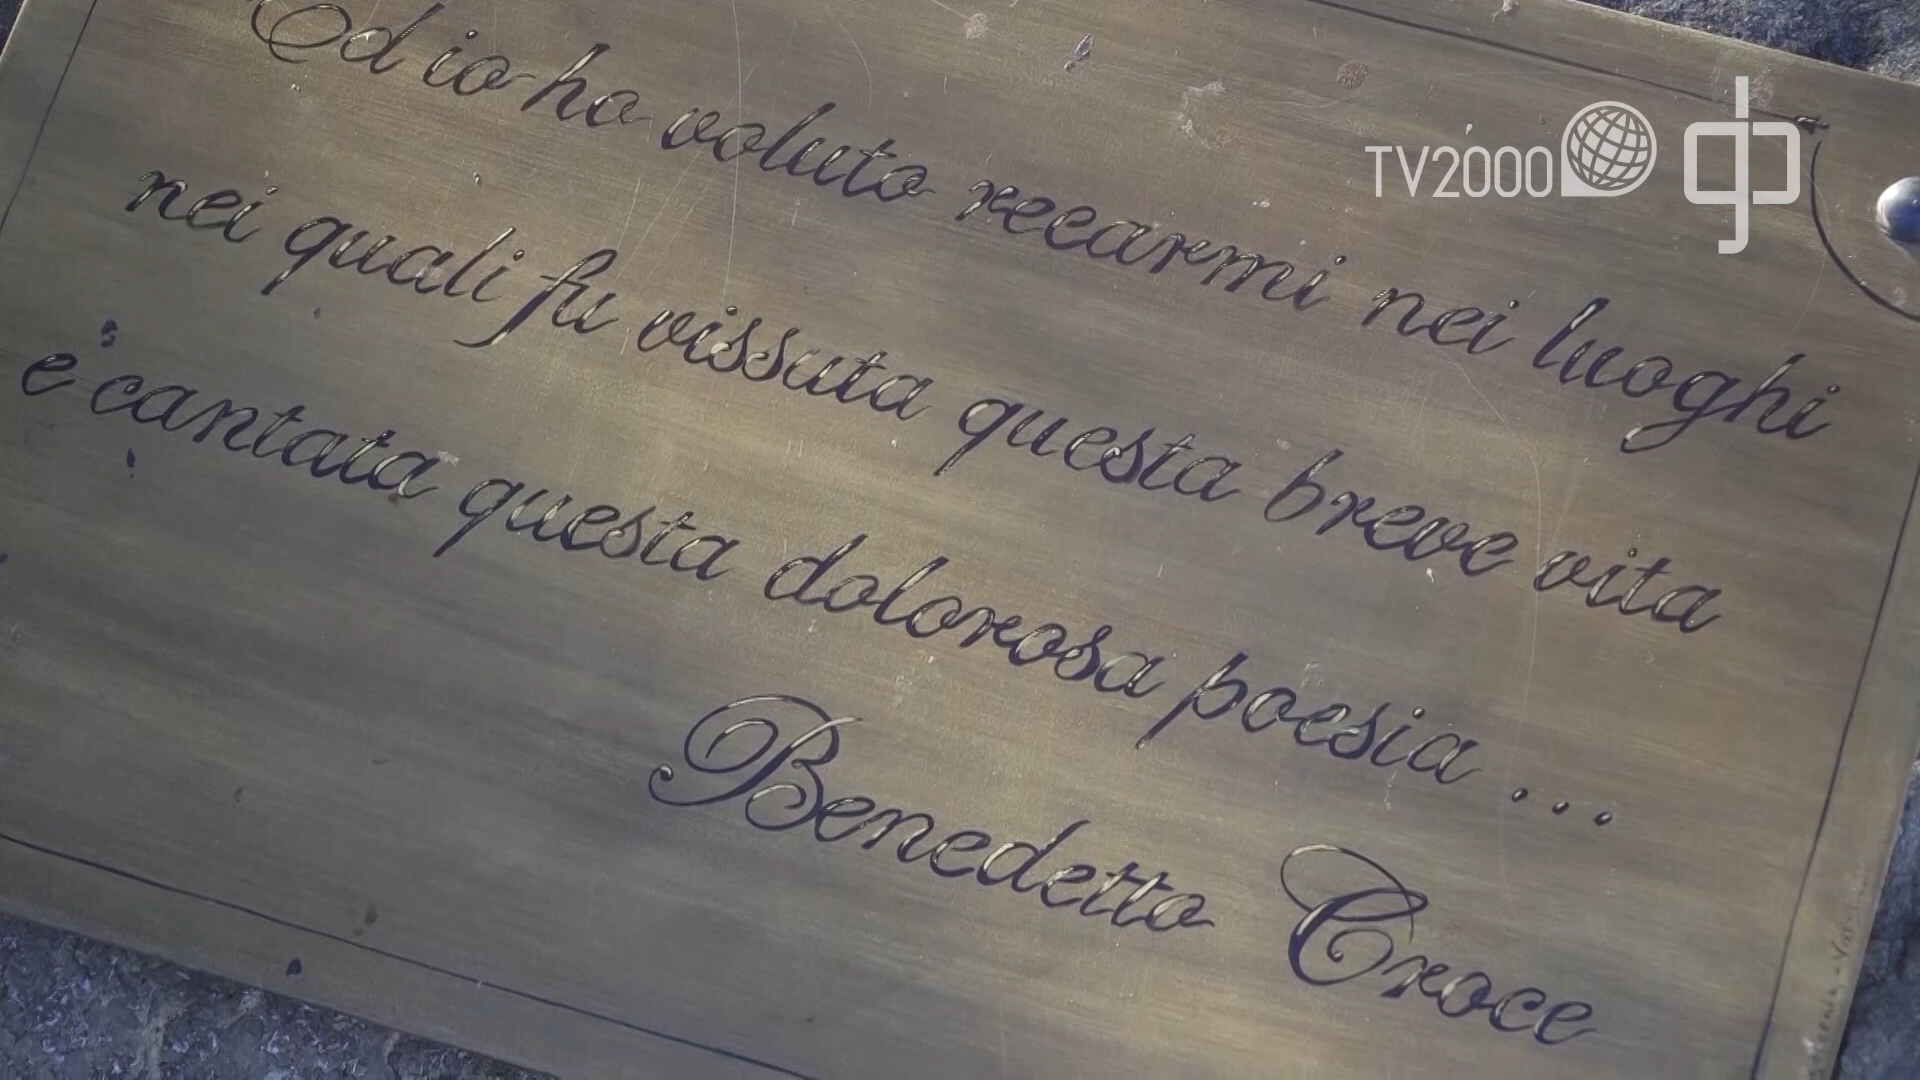 Ed io ho voluto recarmi nei luoghi
nei quali fu vissuta questa breve vita
e cantata questa dolorosa poesia ...
Benedetto Croce
TV2000